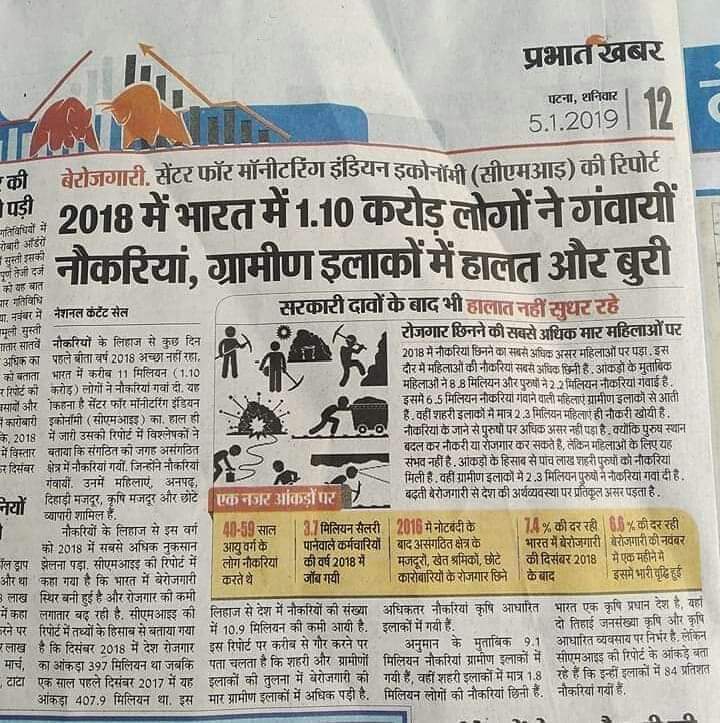 प्रभात खबर
पटना, शनिवार
5.1.2019
12
बेरोजगारी. सेंटर फॉर मॉनीटरिंग इंडियन इकोनॉमी (सीएमआइ) की रिपोर्ट
2018 में भारत में 1.10 करोड़ लोगों ने गंवायीं
नौकरियां, ग्रामीण इलाकों में हालत और बुरी
नेशनल कंटेंट सेल
नौकरियों के लिहाज से कुछ दिन
पहले बीता वर्ष 2018 अच्छा नहीं रहा.
भारत में करीब 11 मिलियन (1.10
करोड़) लोगों ने नौकरियां गवां दी. यह
कहना है सेंटर फॉर मॉनीटरिंग इंडियन
इकोनॉमी (सीएमआइइ) का. हाल ही
में जारी उसकी रिपोर्ट में विश्लेषकों ने
बताया कि संगठित की जगह असंगठित
क्षेत्र में नौकरियां गयीं. जिन्होंने नौकरियां
गंवायी. उनमें महिलाएं, अनपढ़,
दिहाड़ी मजदूर, कृषि मजदूर और छोटे
व्यापारी शामिल हैं.
नौकरियों के लिहाज से इस वर्ग
को 2018 में सबसे अधिक नुकसान
झेलना पड़ा. सीएमआइइ की रिपोर्ट में
कहा गया है कि भारत में बेरोजगारी
स्थिर बनी हुई है और रोजगार की कमी
लगातार बढ़ रही है. सीएमआइइ की
रिपोर्ट में तथ्यों के हिसाब से बताया गया
है कि दिसंबर 2018 में देश रोजगार
का आंकड़ा 397 मिलियन था जबकि
एक साल पहले दिसंबर 2017 में यह
आंकड़ा 407.9 मिलियन था. इस
सरकारी दावों के बाद भी हालात नहीं सुधर रहे
रोजगार छिनने की सबसे अधिक मार महिलाओं पर
2018 में नौकरियां छिनने का सबसे अधिक असर महिलाओं पर पड़ा. इस
दौर में महिलाओं की नौकरियां सबसे अधिक छिनी हैं. आंकड़ों के मुताबिक
महिलाओं ने 8.8 मिलियन और पुरुषों ने 2.2 मिलियन नौकरियां गंवाई है.
इसमें 6.5 मिलियन नौकरियां गंवाने वाली महिलाएं ग्रामीण इलाकों से आती
है. वहीं शहरी इलाकों में मात्र 2.3 मिलियन महिलाएं ही नौकरी खोयी हैं.
नौकरियों के जाने से पुरुषों पर अधिक असर नहीं पड़ा है. क्योंकि पुरुष स्थान
बदल कर नौकरी या रोजगार कर सकते हैं, लेकिन महिलाओं के लिए यह
संभव नहीं है. आंकड़ों के हिसाब से पांच लाख शहरी पुरुषों को नौकरियां
मिली है. वहीं ग्रामीण इलाकों में 2.3 मिलियन पुरुषों ने नौकरियां गवां दी है.
बढ़ती बेरोजगारी से देश की अर्थव्यवस्था पर प्रतिकूल असर पड़ता है.
एक नजर आंकड़ों पर
40-59 साल
आयु वर्ग के
लोग नौकरियां
करते थे
3.7 मिलियन सैलरी
पानेवाले कर्मचारियों
की वर्ष 2018 में
जॉब गयी
2016 में नोटबंदी के
बाद असंगठित क्षेत्र के
मजदूरों, खेत श्रमिकों, छोटे
कारोबारियों के रोजगार छिने
7.4 % की दर रही
भारत में बेरोजगारी
की दिसंबर 2018
के बाद
6.6 % की दर रही
बेरोजगारी की नवंबर
में एक महीने में
इसमें भारी वृद्धि हुई
लिहाज से देश में नौकरियों की संख्या
में 10.9 मिलियन की कमी आयी है.
इस रिपोर्ट पर करीब से गौर करने पर
पता चलता है कि शहरी और ग्रामीणों
इलाकों की तुलना में बेरोजगारी की
मार ग्रामीण इलाकों में अधिक पड़ी है.
अधिकतर नौकरियां कृषि आधारित
इलाकों में गयी हैं.
अनुमान के मुताबिक 9.1
मिलियन नौकरियां ग्रामीण इलाकों में
गयी हैं, वहीं शहरी इलाकों में मात्र 1.8
मिलियन लोगों की नौकरियां छिनी हैं.
भारत एक कृषि प्रधान देश है, यहां
दो तिहाई जनसंख्या कृषि और कृषि
आधारित व्यवसाय पर निर्भर है. लेकिन
सीएमआइइ की रिपोर्ट के आंकड़े बता
रहे हैं कि इन्हीं इलाकों में 84 प्रतिशत
नौकरियां गयीं हैं.